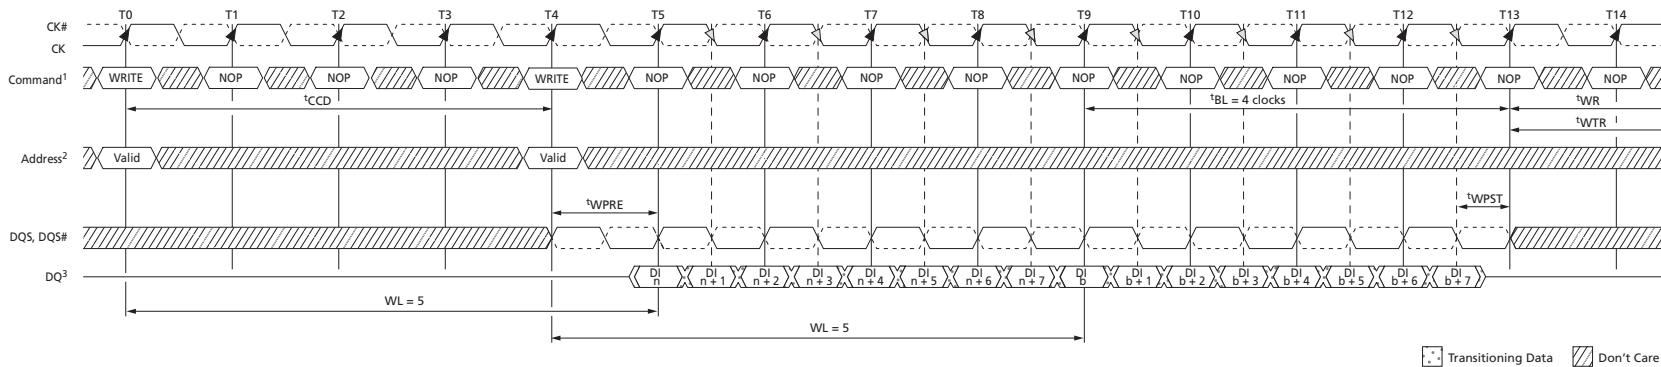 T0 T1 T2 T3 T4 T5 T6 T7 T8 T9 T10 T11 T12 T13 T14
CK#
CK
Command1 WRITE NOP NOP NOP WRITE NOP NOP NOP NOP NOP NOP NOP NOP NOP NOP
tCCD tBL = 4 clocks tWR
tWTR
Address2 Valid Valid
tWPRE tWPST
DQS, DQS#
DQ3 DI n DI n + 1 DI n + 2 DI n + 3 DI n + 4 DI n + 5 DI n + 6 DI n + 7 DI b DI b + 1 DI b + 2 DI b + 3 DI b + 4 DI b + 5 DI b + 6 DI b + 7
WL = 5
WL = 5
Transitioning Data Don't Care